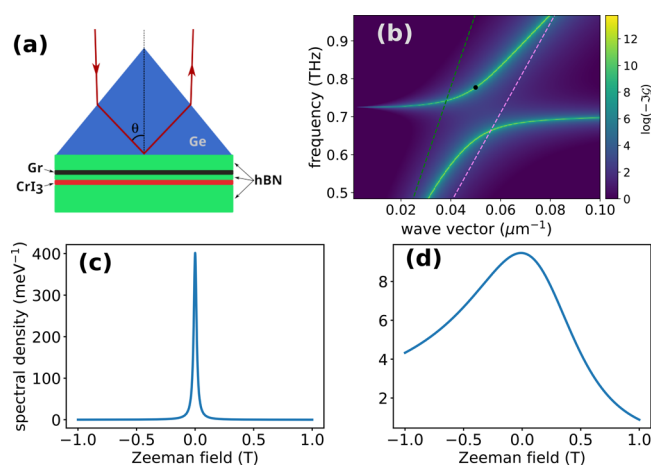 (a)
θ
Ge
Gr
CrI3
hBN
(b)
frequency (THz)
0.9
0.8
0.7
0.6
0.5
0.02 0.04 0.06 0.08 0.10
wave vector (μm⁻¹)
12
10
8
6
4
2
0
log(−ℑG)
(c)
spectral density (meV⁻¹)
400
300
200
100
0
−1.0 −0.5 0.0 0.5 1.0
Zeeman field (T)
(d)
8
6
4
2
−1.0 −0.5 0.0 0.5 1.0
Zeeman field (T)